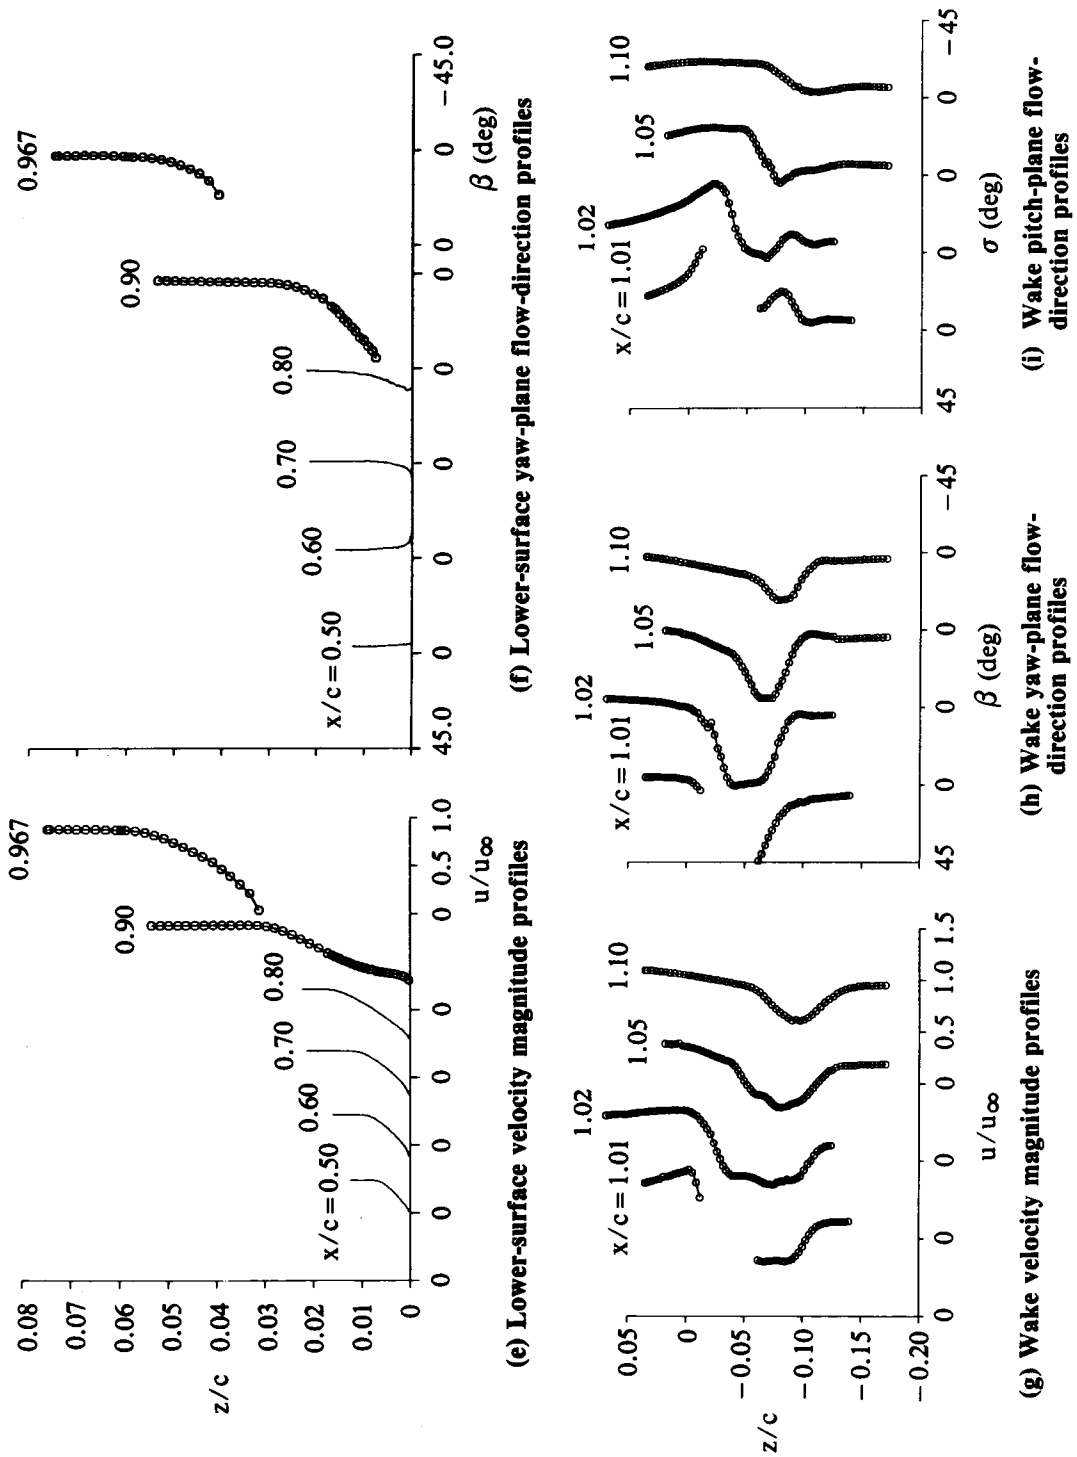 0.967
0.90
0.80
0.70
0.60
x/c = 0.50
0.08
0.07
0.06
0.05
0.04
0.03
0.02
0.01
0
z/c
0 0 0 0 0 0 0.5 1.0
u/u∞
(e) Lower-surface velocity magnitude profiles
0.967
0.90
0.80
0.70
0.60
x/c = 0.50
45.0 0 0 0 0 0 0 0 −45.0
β (deg)
(f) Lower-surface yaw-plane flow-direction profiles
1.02
1.10
1.05
x/c = 1.01
0.05
0
−0.05
−0.10
−0.15
−0.20
z/c
0 0 0 0 0.5 1.0 1.5
u/u∞
(g) Wake velocity magnitude profiles
1.02
1.10
1.05
x/c = 1.01
45 0 0 0 0 −45
β (deg)
(h) Wake yaw-plane flow-
direction profiles
1.02
1.10
1.05
x/c = 1.01
45 0 0 0 0 −45
σ (deg)
(i) Wake pitch-plane flow-
direction profiles